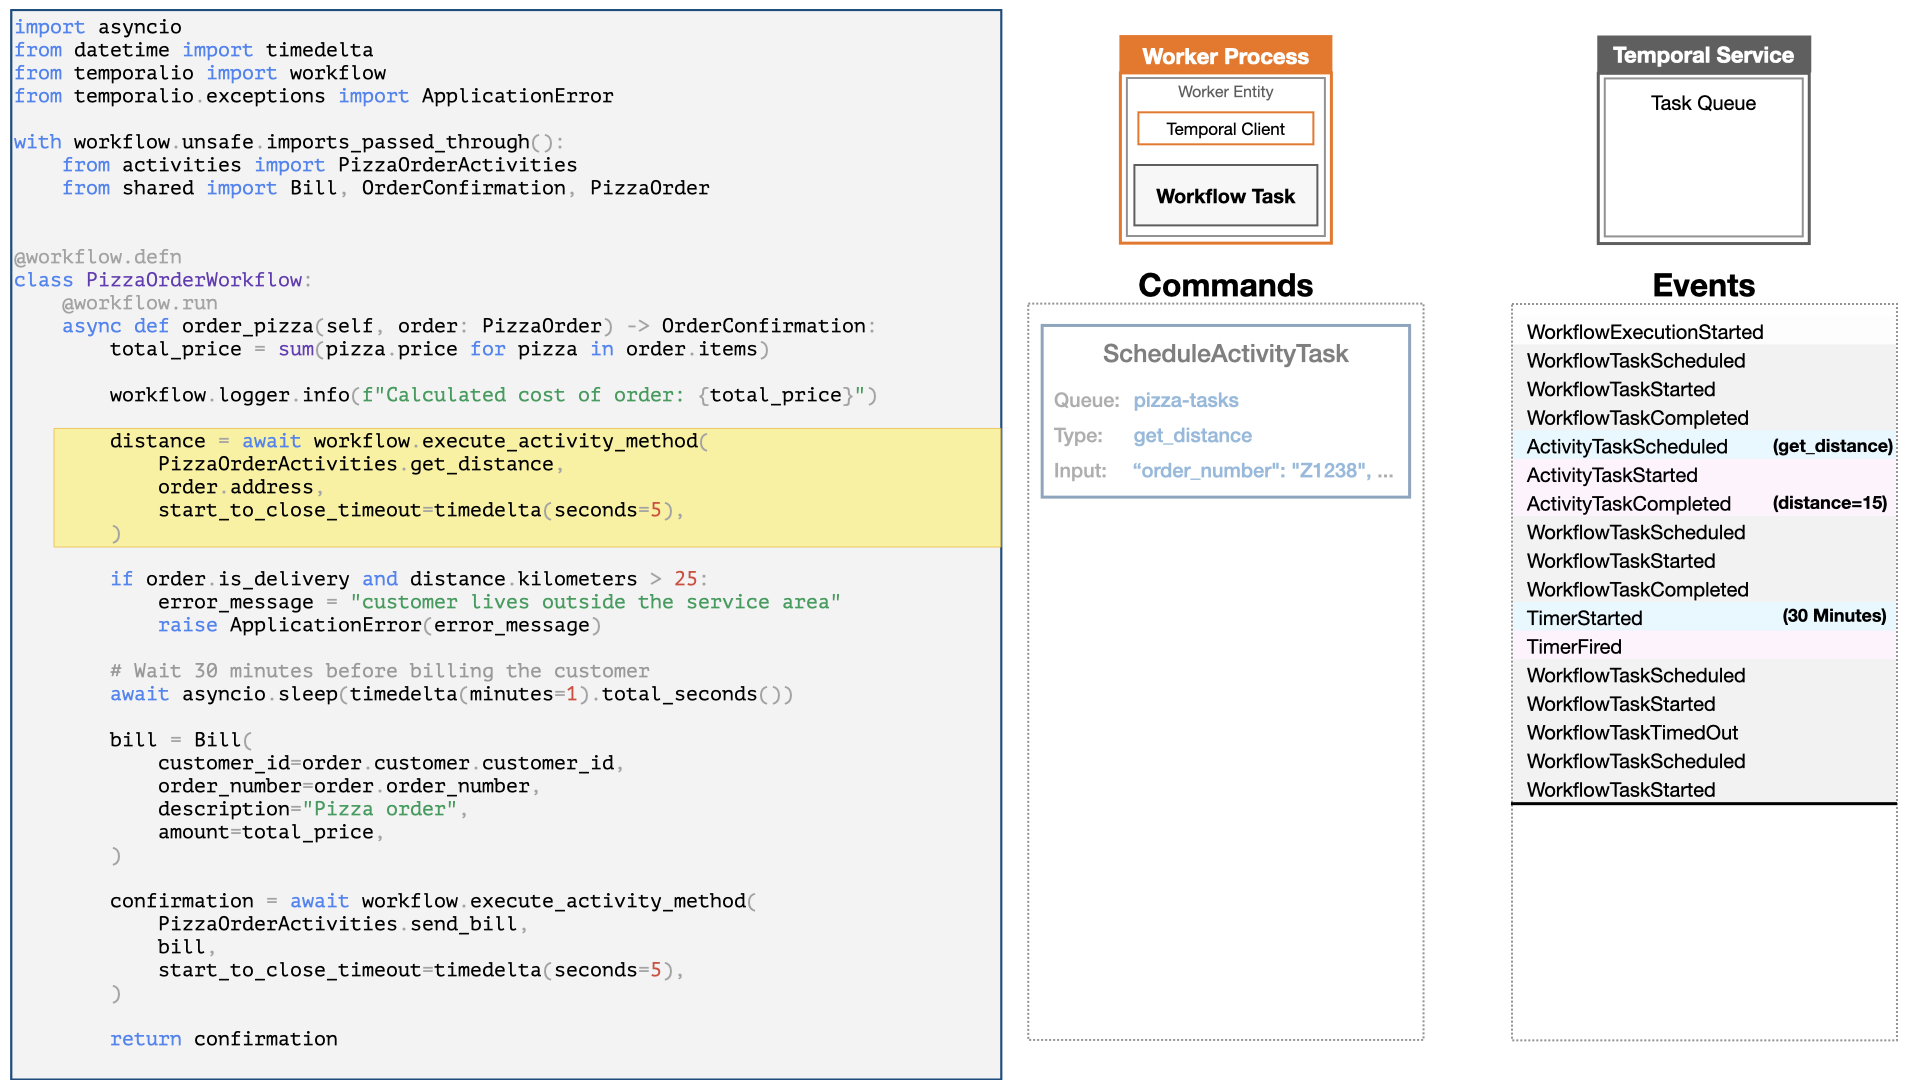 import asyncio
from datetime import timedelta
from temporalio import workflow
from temporalio.exceptions import ApplicationError

with workflow.unsafe.imports_passed_through():
    from activities import PizzaOrderActivities
    from shared import Bill, OrderConfirmation, PizzaOrder


@workflow.defn
class PizzaOrderWorkflow:
    @workflow.run
    async def order_pizza(self, order: PizzaOrder) -> OrderConfirmation:
        total_price = sum(pizza.price for pizza in order.items)

        workflow.logger.info(f"Calculated cost of order: {total_price}")

        distance = await workflow.execute_activity_method(
            PizzaOrderActivities.get_distance,
            order.address,
            start_to_close_timeout=timedelta(seconds=5),
        )

        if order.is_delivery and distance.kilometers > 25:
            error_message = "customer lives outside the service area"
            raise ApplicationError(error_message)

        # Wait 30 minutes before billing the customer
        await asyncio.sleep(timedelta(minutes=1).total_seconds())

        bill = Bill(
            customer_id=order.customer.customer_id,
            order_number=order.order_number,
            description="Pizza order",
            amount=total_price,
        )

        confirmation = await workflow.execute_activity_method(
            PizzaOrderActivities.send_bill,
            bill,
            start_to_close_timeout=timedelta(seconds=5),
        )

        return confirmation
Worker Process
Worker Entity
Temporal Client
Workflow Task
Commands
ScheduleActivityTask
Queue: pizza-tasks
Type: get_distance
Input: “order_number": "Z1238", ...
Temporal Service
Task Queue
Events
WorkflowExecutionStarted
WorkflowTaskScheduled
WorkflowTaskStarted
WorkflowTaskCompleted
ActivityTaskScheduled (get_distance)
ActivityTaskStarted
ActivityTaskCompleted (distance=15)
WorkflowTaskScheduled
WorkflowTaskStarted
WorkflowTaskCompleted
TimerStarted (30 Minutes)
TimerFired
WorkflowTaskScheduled
WorkflowTaskStarted
WorkflowTaskTimedOut
WorkflowTaskScheduled
WorkflowTaskStarted